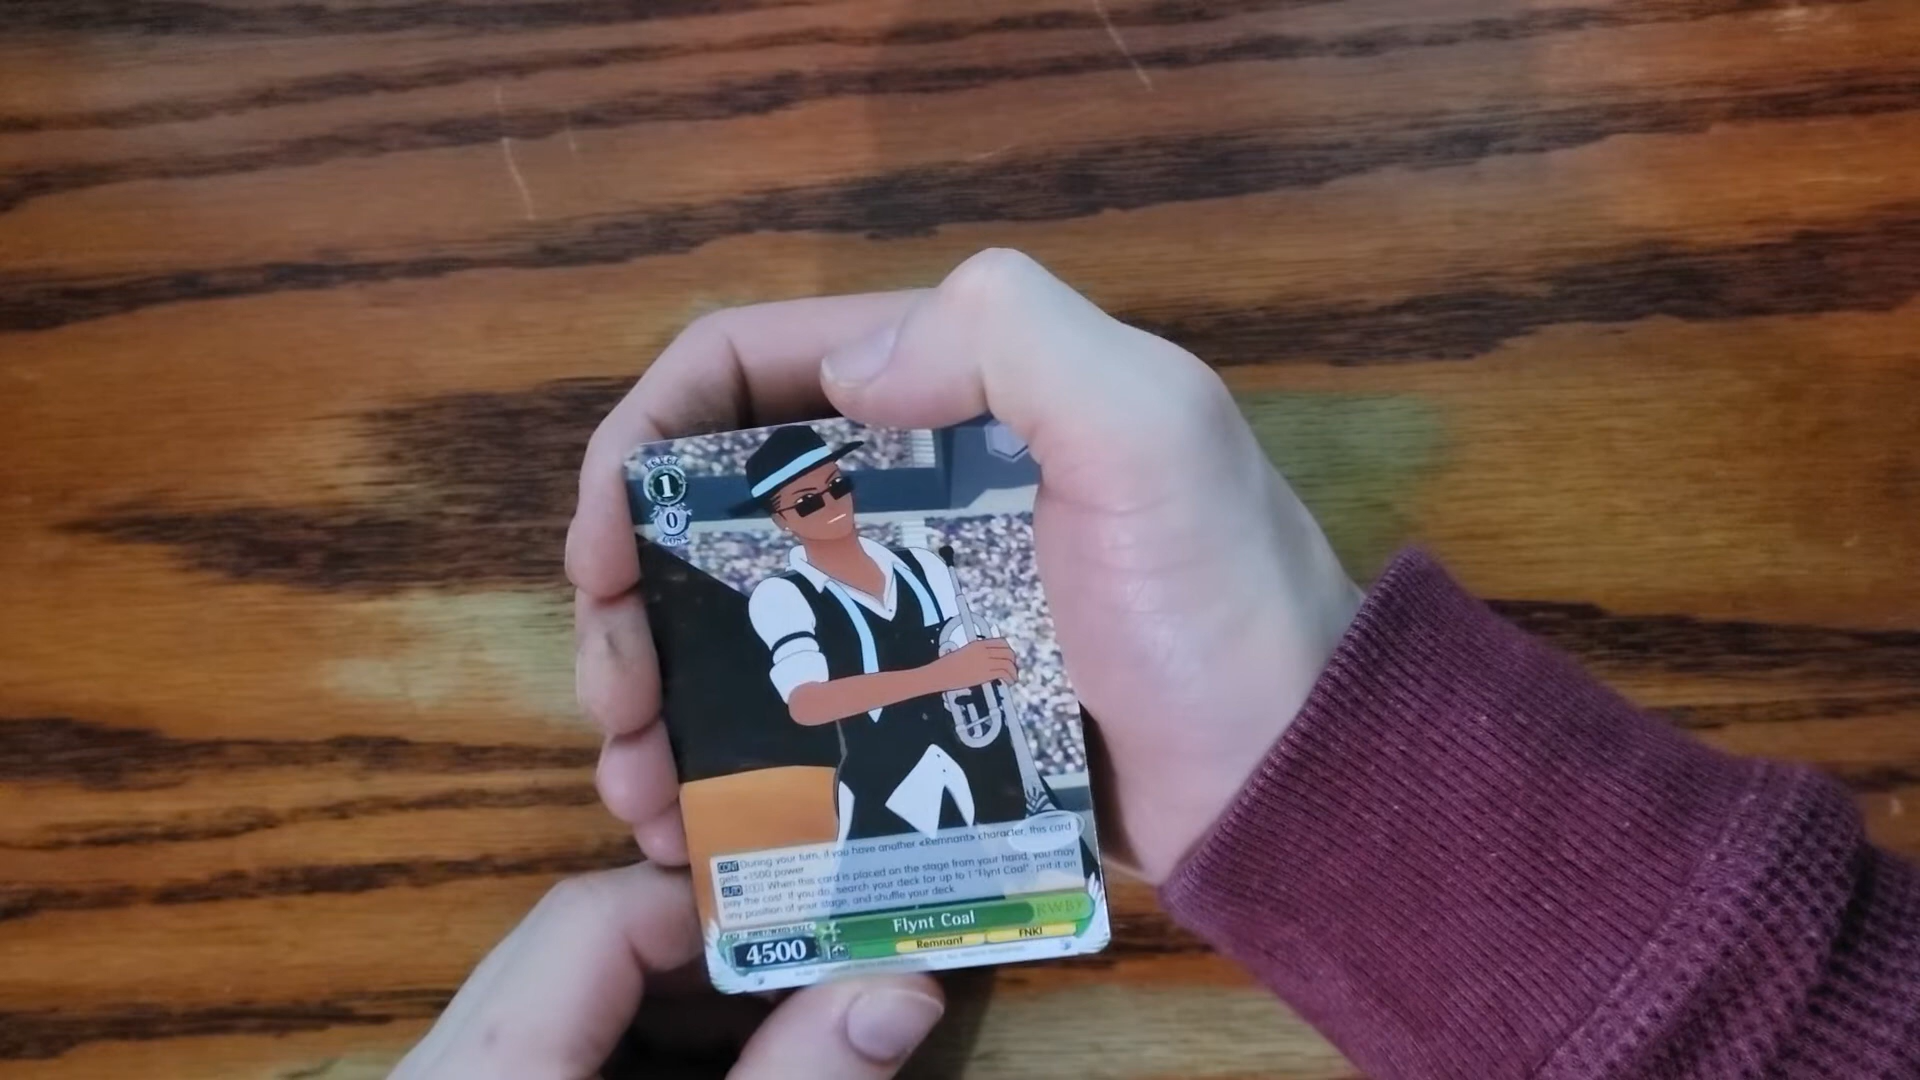 LEVEL
1
0
COST
CONT During your turn, if you have another «Remnant» character, this card
gets +1500 power.
AUTO When this card is placed on the stage from your hand, you may
pay the cost. If you do, search your deck for up to 1 "Flynt Coal", put it on
any position of your stage, and shuffle your deck.
Flynt Coal
RWBY
4500
Remnant
FNKI